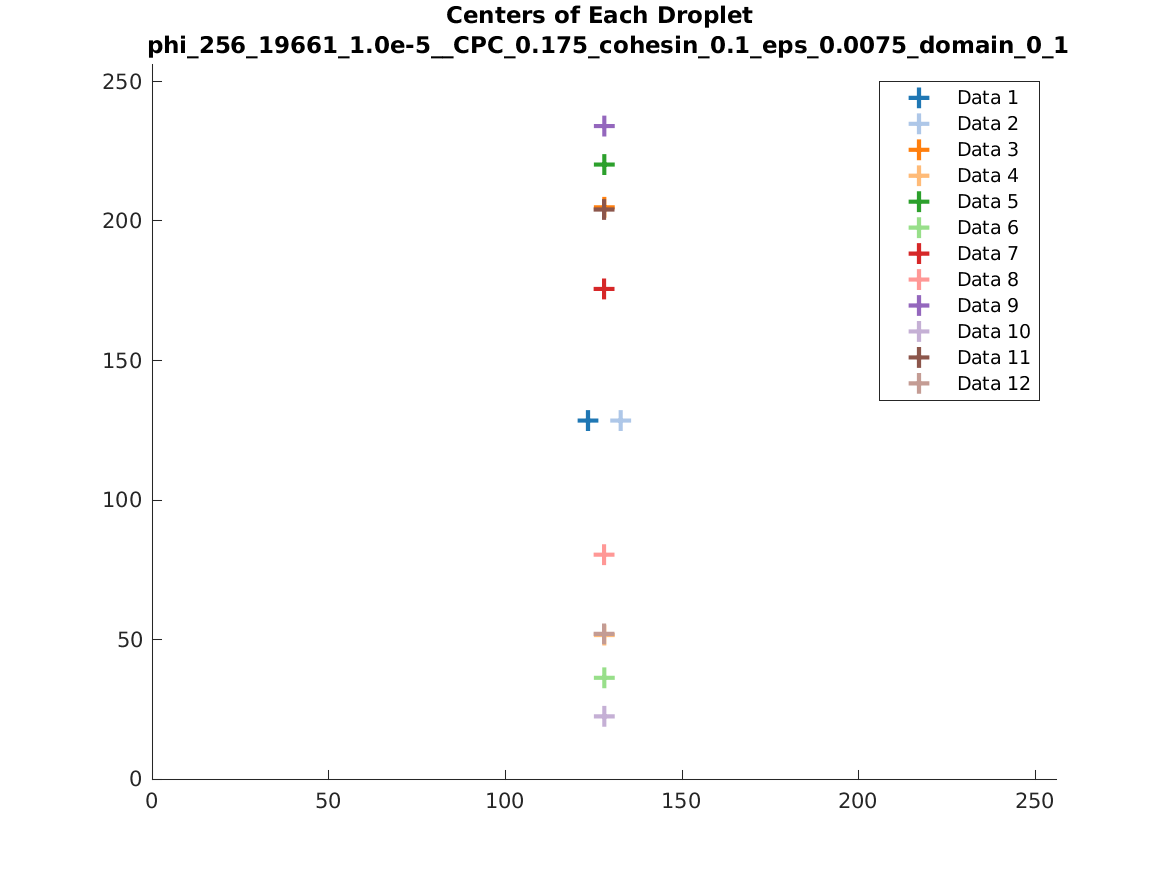 Centers of Each Droplet
phi_256_19661_1.0e-5__CPC_0.175_cohesin_0.1_eps_0.0075_domain_0_1
250
200
150
100
50
0
0 50 100 150 200 250
Data 1
Data 2
Data 3
Data 4
Data 5
Data 6
Data 7
Data 8
Data 9
Data 10
Data 11
Data 12